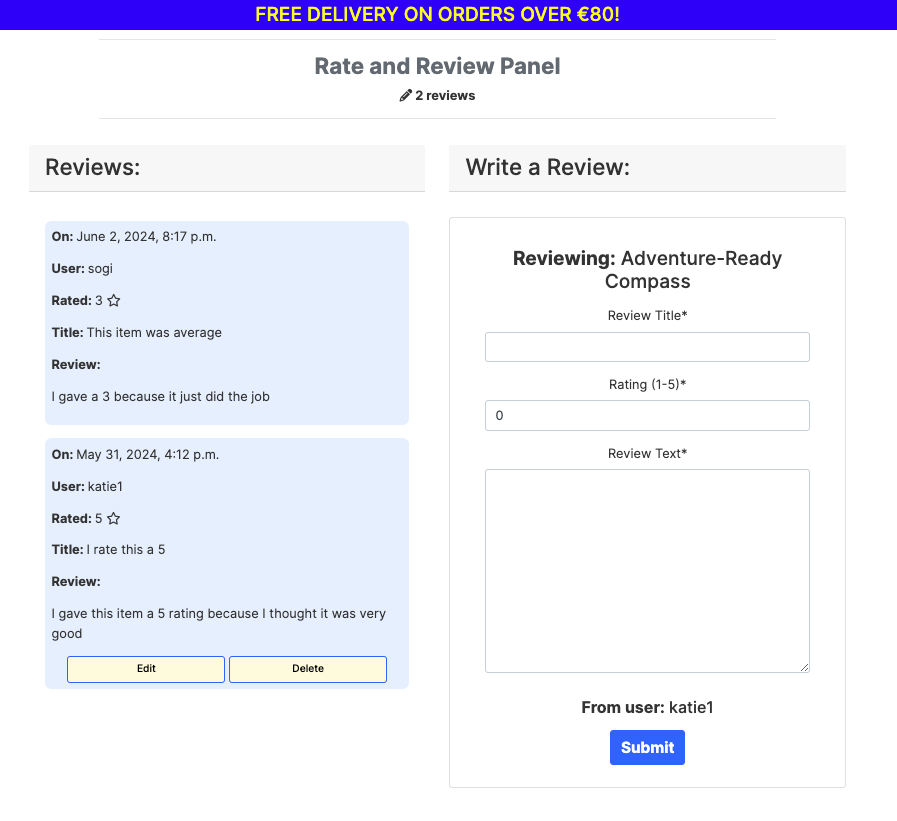 FREE DELIVERY ON ORDERS OVER €80!
Rate and Review Panel
2 reviews
Reviews:
On: June 2, 2024, 8:17 p.m.
User: sogi
Rated: 3
Title: This item was average
Review:
I gave a 3 because it just did the job
On: May 31, 2024, 4:12 p.m.
User: katie1
Rated: 5
Title: I rate this a 5
Review:
I gave this item a 5 rating because I thought it was very
good
Edit
Delete
Write a Review:
Reviewing: Adventure-Ready
Compass
Review Title*
Rating (1-5)*
0
Review Text*
From user: katie1
Submit